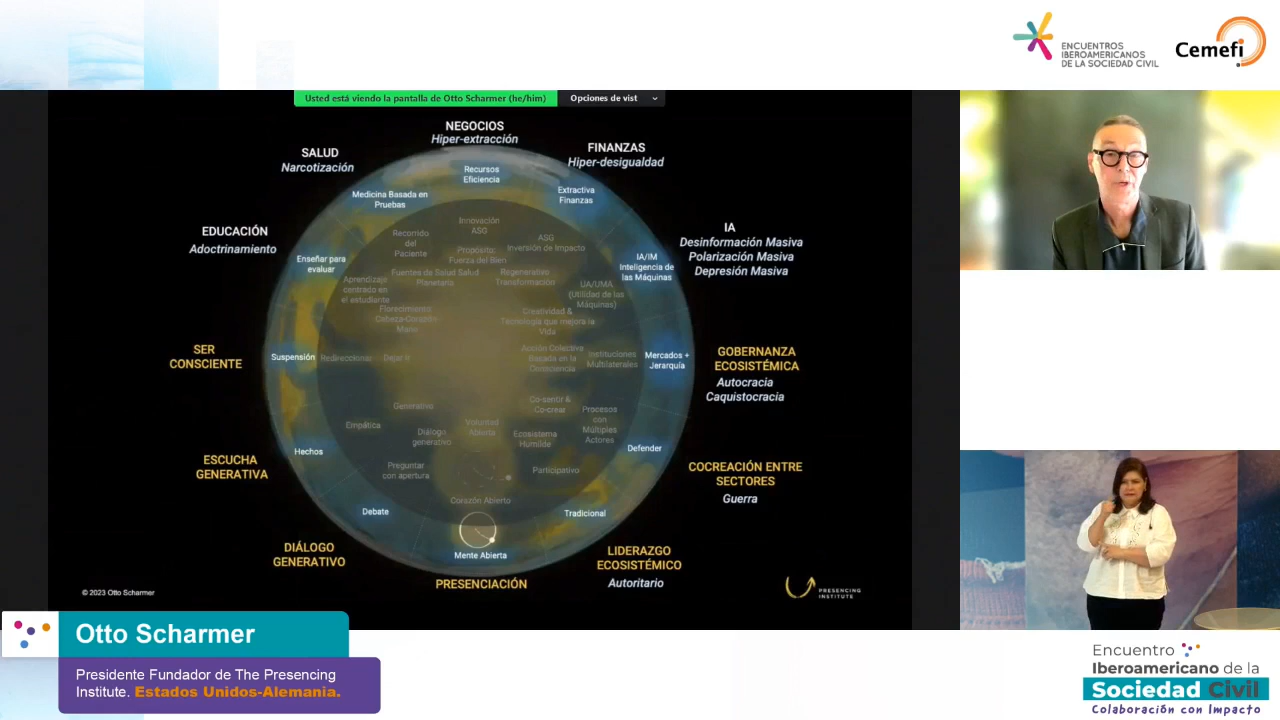 ENCUENTROS
IBEROAMERICANOS
DE LA SOCIEDAD CIVIL
Cemefi
Usted está viendo la pantalla de Otto Scharmer (he/him)
Opciones de vist
NEGOCIOS
Hiper-extracción
SALUD
Narcotización
FINANZAS
Hiper-desigualdad
Recursos
Eficiencia
Medicina Basada en
Pruebas
Extractiva
Finanzas
EDUCACIÓN
Adoctrinamiento
IA
Desinformación Masiva
Polarización Masiva
Depresión Masiva
Innovación
ASG
Recorrido
del
Paciente
ASG
Inversión de Impacto
Propósito:
Fuerza del Bien
Enseñar para
evaluar
IA/IM
Inteligencia de
las Máquinas
Fuentes de Salud Salud
Planetaria
Regenerativo
Transformación
Aprendizaje
centrado en
el estudiante
UA/UMA
(Utilidad de las
Máquinas)
Florecimiento
Cabeza-Corazón-
Mano
Creatividad &
Tecnología que mejora la
Vida
SER
CONSCIENTE
Suspensión
Redireccionar
Dejar Ir
Acción Colectiva
Basada en la
Consciencia
Instituciones
Multilaterales
Mercados +
Jerarquía
GOBERNANZA
ECOSISTÉMICA
Autocracia
Caquistocracia
Generativa
Co-sentir &
Co-crear
Empática
Diálogo
generativo
Voluntad
Abierta
Ecosistema
Humilde
Procesos
con
Múltiples
Actores
Hechos
Defender
ESCUCHA
GENERATIVA
Preguntar
con apertura
Participativo
COCREACIÓN ENTRE
SECTORES
Guerra
Corazón Abierto
Debate
Tradicional
Mente Abierta
DIÁLOGO
GENERATIVO
PRESENCIACIÓN
LIDERAZGO
ECOSISTÉMICO
Autoritario
© 2023 Otto Scharmer
PRESENCING
INSTITUTE
Otto Scharmer
Presidente Fundador de The Presencing
Institute. Estados Unidos-Alemania.
Encuentro
Iberoamericano de la
Sociedad Civil
Colaboración con Impacto